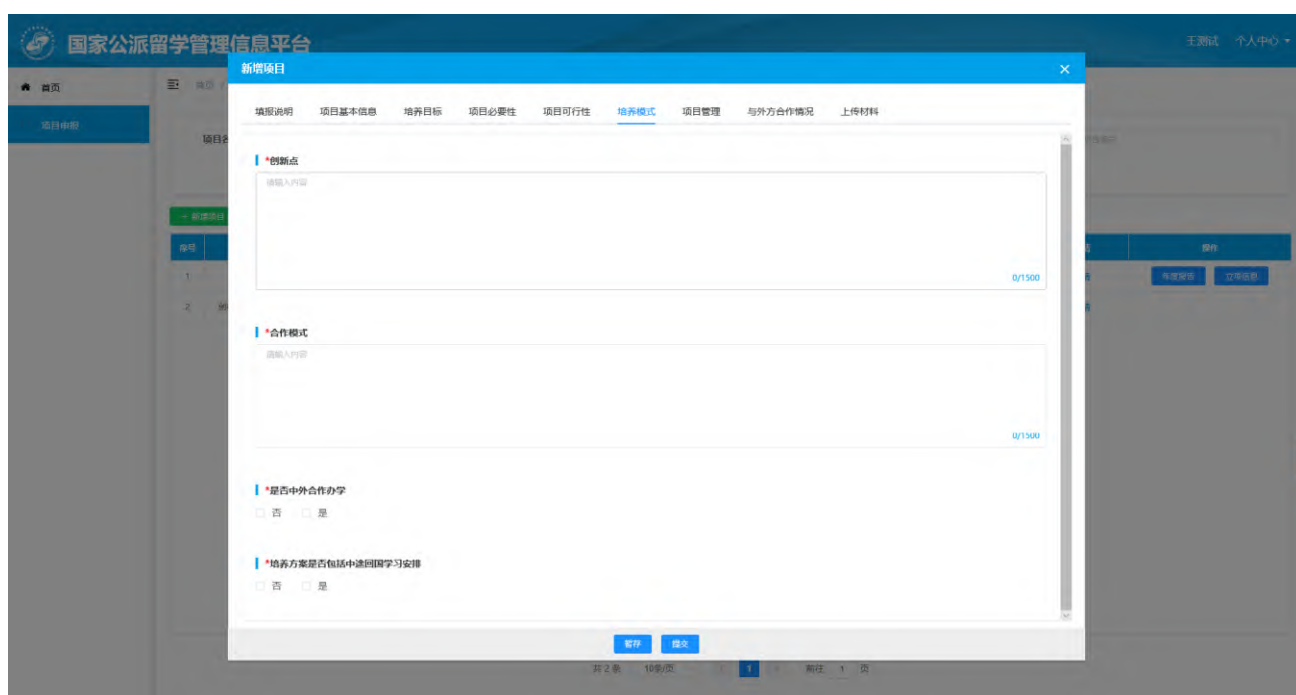 国家公派留学管理信息平台
王测试 个人中心
新增项目
首页
首页 /
填报说明 项目基本信息 培养目标 项目必要性 项目可行性 培养模式 项目管理 与外方合作情况 上传材料
项目申报
项目名
*创新点
请输入内容
+ 新增项目
序号
操作
1
0/1500
年度报告 立项信息
2
*合作模式
请输入内容
0/1500
*是否中外合作办学
否 是
*培养方案是否包括中途回国学习安排
否 是
暂存 提交
共 2 条 10条/页 1 前往 1 页